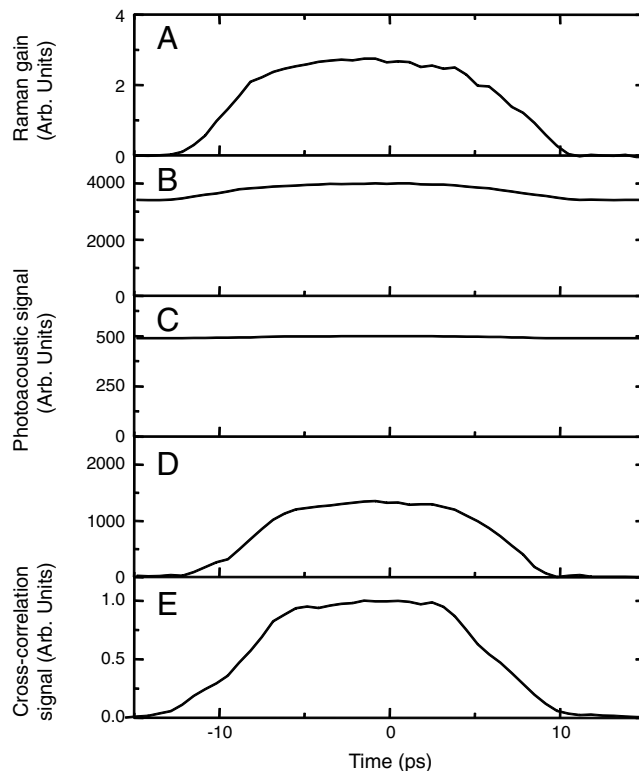 Raman gain
(Arb. Units)
4
2
0
A
Photoacoustic signal
(Arb. Units)
4000
2000
0
B
500
250
0
C
2000
1000
0
D
Cross-correlation
signal (Arb. Units)
1.0
0.5
0.0
E
-10
0
10
Time (ps)